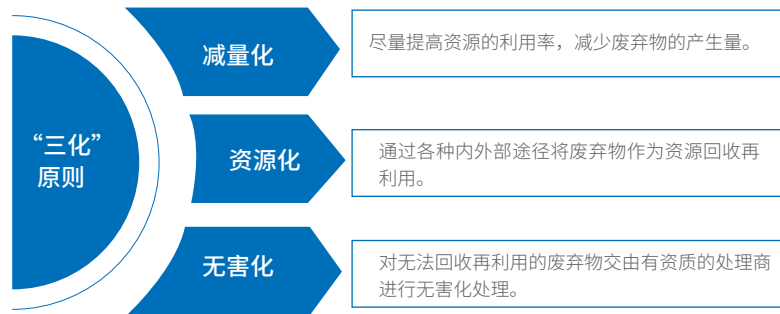 “三化”
原则
减量化
尽量提高资源的利用率，减少废弃物的产生量。
资源化
通过各种内外部途径将废弃物作为资源回收再
利用。
无害化
对无法回收再利用的废弃物交由有资质的处理商
进行无害化处理。